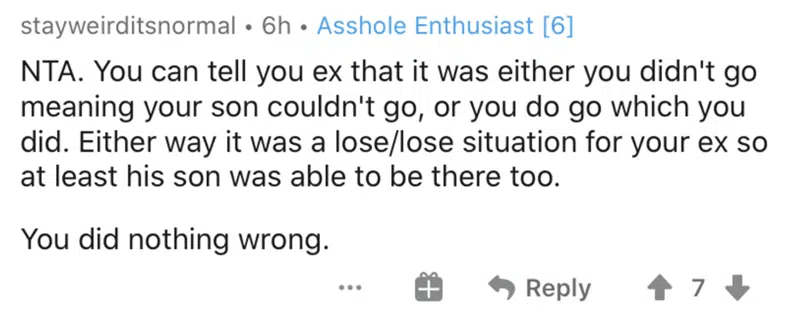 stayweirditsnormal • 6h • Asshole Enthusiast [6]
NTA. You can tell you ex that it was either you didn't go
meaning your son couldn't go, or you do go which you
did. Either way it was a lose/lose situation for your ex so
at least his son was able to be there too.
You did nothing wrong.
... Reply 7